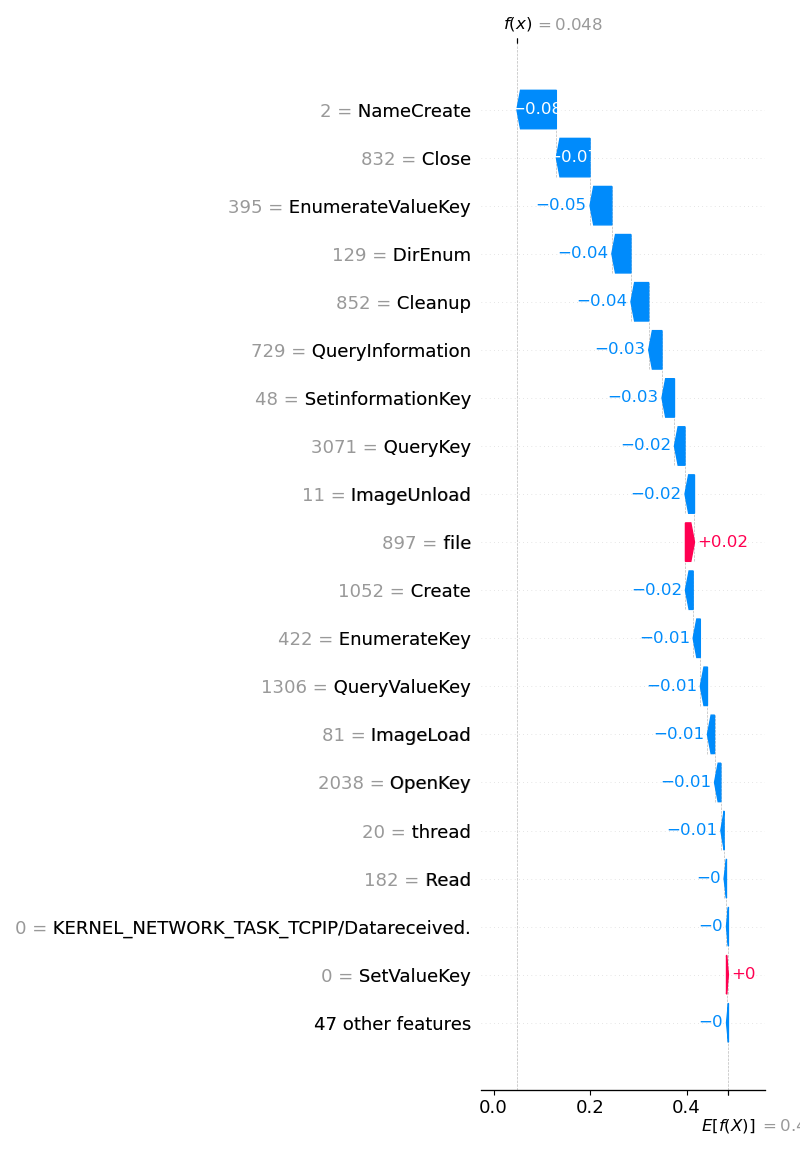 f(x) = 0.048
2 = NameCreate −0.08
832 = Close −0.07
395 = EnumerateValueKey −0.05
129 = DirEnum −0.04
852 = Cleanup −0.04
729 = QueryInformation −0.03
48 = SetinformationKey −0.03
3071 = QueryKey −0.02
11 = ImageUnload −0.02
897 = file +0.02
1052 = Create −0.02
422 = EnumerateKey −0.01
1306 = QueryValueKey −0.01
81 = ImageLoad −0.01
2038 = OpenKey −0.01
20 = thread −0.01
182 = Read −0
0 = KERNEL_NETWORK_TASK_TCPIP/Datareceived. −0
0 = SetValueKey +0
47 other features −0
0.0 0.2 0.4
E[f(X)] = 0.4